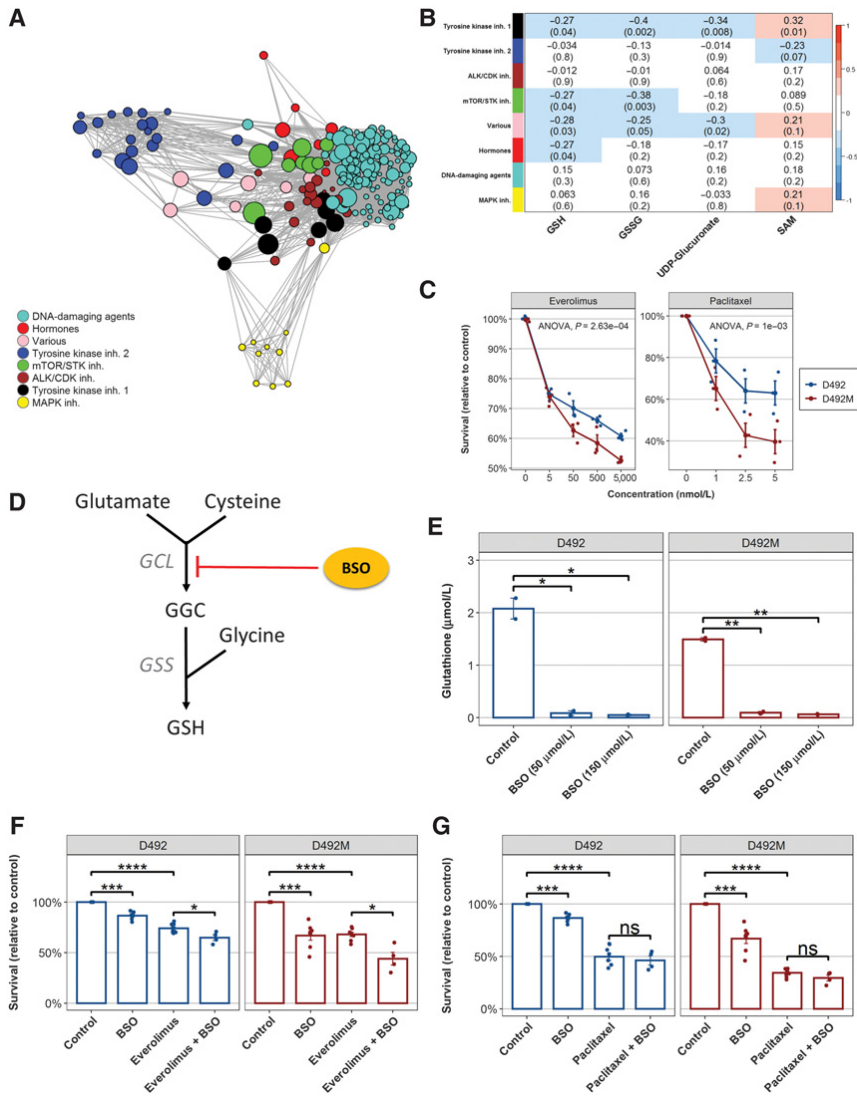 A
DNA-damaging agents
Hormones
Various
Tyrosine kinase inh. 2
mTOR/STK inh.
ALK/CDK inh.
Tyrosine kinase inh. 1
MAPK inh.
B
Tyrosine kinase inh. 1
−0.27 −0.4 −0.34 0.32
(0.04) (0.002) (0.008) (0.01)
Tyrosine kinase inh. 2
−0.034 −0.13 −0.014 −0.23
(0.8) (0.3) (0.9) (0.07)
ALK/CDK inh.
−0.012 −0.01 0.064 0.17
(0.9) (0.9) (0.6) (0.2)
mTOR/STK inh.
−0.27 −0.38 −0.18 0.089
(0.04) (0.003) (0.2) (0.5)
Various
−0.28 −0.25 −0.3 0.21
(0.03) (0.05) (0.02) (0.1)
Hormones
−0.27 −0.18 −0.17 0.15
(0.04) (0.2) (0.2) (0.2)
DNA-damaging agents
0.15 0.073 0.16 0.18
(0.3) (0.6) (0.2) (0.2)
MAPK inh.
0.063 0.16 −0.033 0.21
(0.6) (0.2) (0.8) (0.1)
GSH GSSG UDP-Glucuronate SAM
1
0.5
0
−0.5
−1
C
Everolimus Paclitaxel
ANOVA, P = 2.63e−04
ANOVA, P = 1e−03
Survival (relative to control)
100%
90%
80%
70%
60%
50%
0 5 50 500 5,000
100%
80%
60%
40%
0 1 2.5 5
Concentration (nmol/L)
D492
D492M
D
Glutamate Cysteine
GCL
BSO
GGC
Glycine
GSS
GSH
E
D492 D492M
Glutathione (μmol/L)
3
2
1
0
*
*
**
**
Control BSO (50 μmol/L) BSO (150 μmol/L)
Control BSO (50 μmol/L) BSO (150 μmol/L)
F
D492 D492M
Survival (relative to control)
100%
50%
0%
****
***
*
****
***
*
Control BSO Everolimus Everolimus + BSO
Control BSO Everolimus Everolimus + BSO
G
D492 D492M
Survival (relative to control)
100%
50%
0%
****
***
ns
****
***
ns
Control BSO Paclitaxel Paclitaxel + BSO
Control BSO Paclitaxel Paclitaxel + BSO